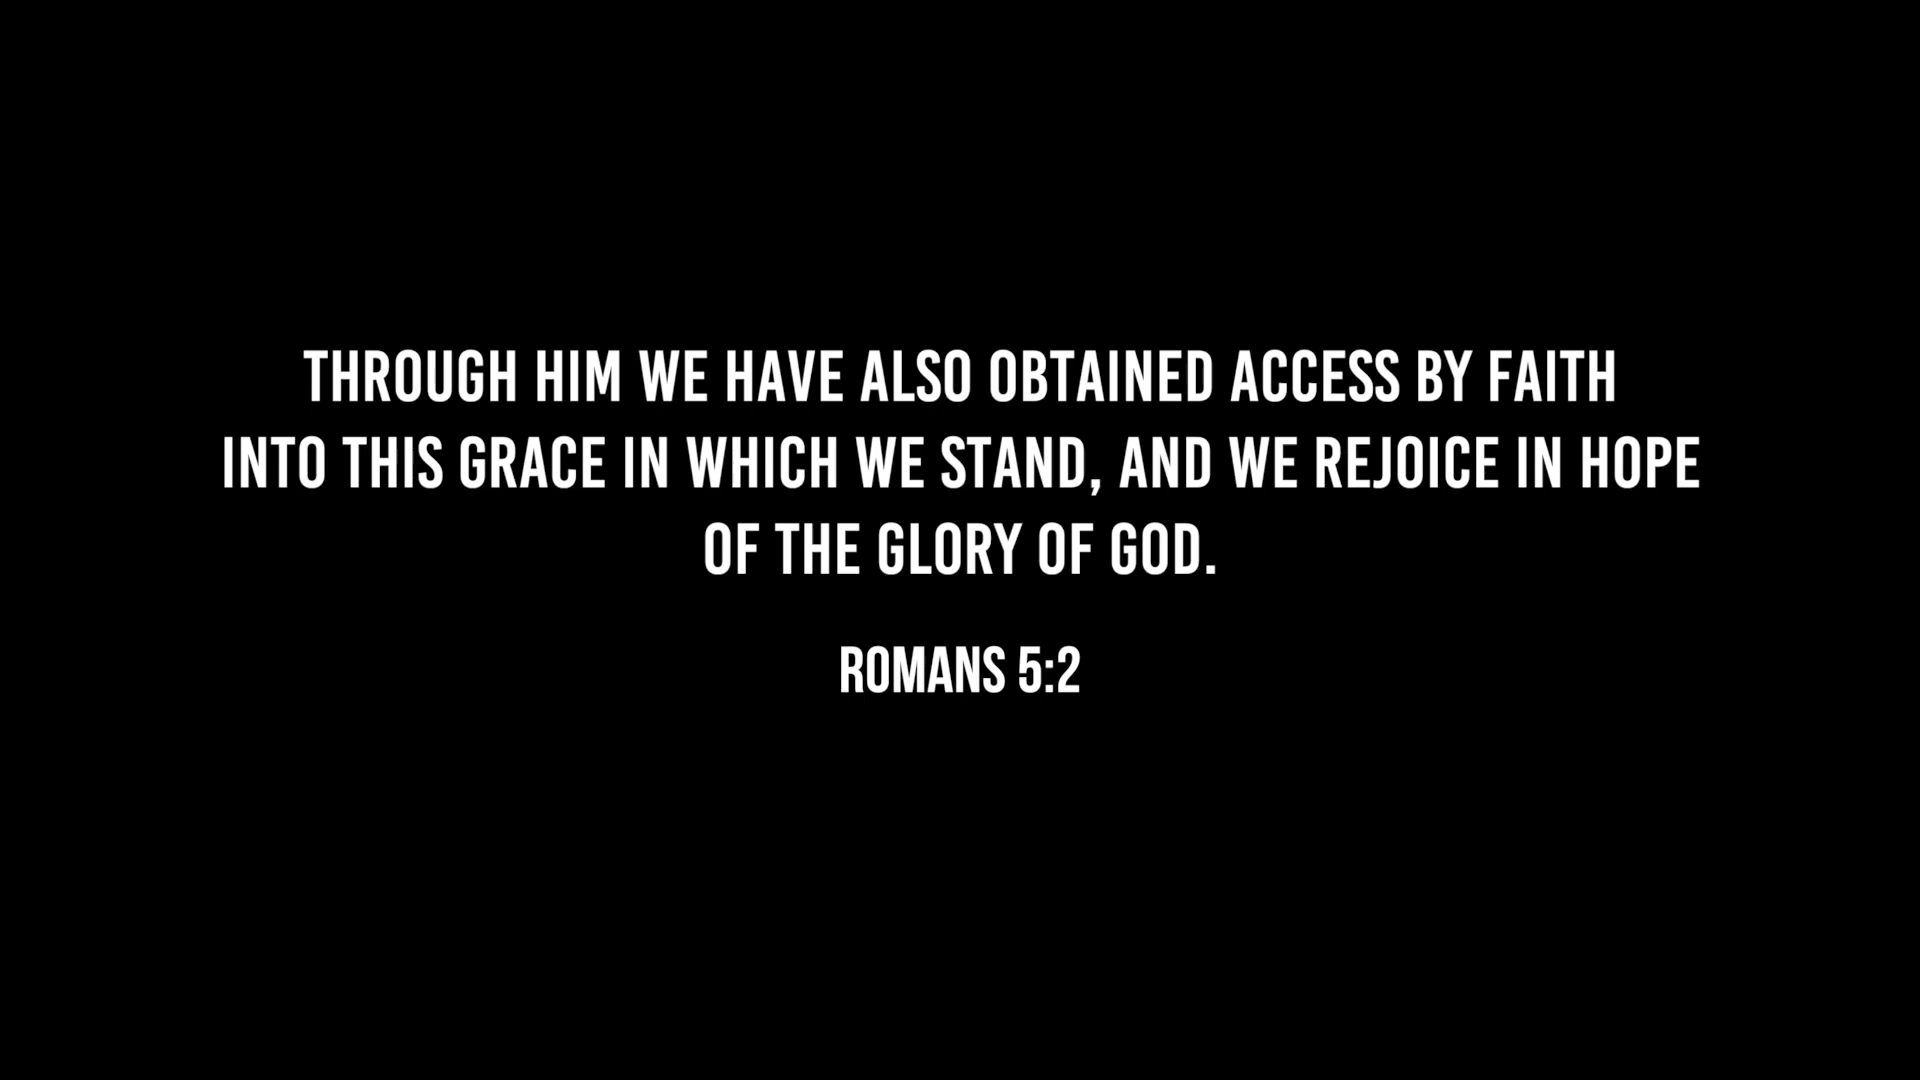 THROUGH HIM WE HAVE ALSO OBTAINED ACCESS BY FAITH
INTO THIS GRACE IN WHICH WE STAND, AND WE REJOICE IN HOPE
OF THE GLORY OF GOD.
ROMANS 5:2